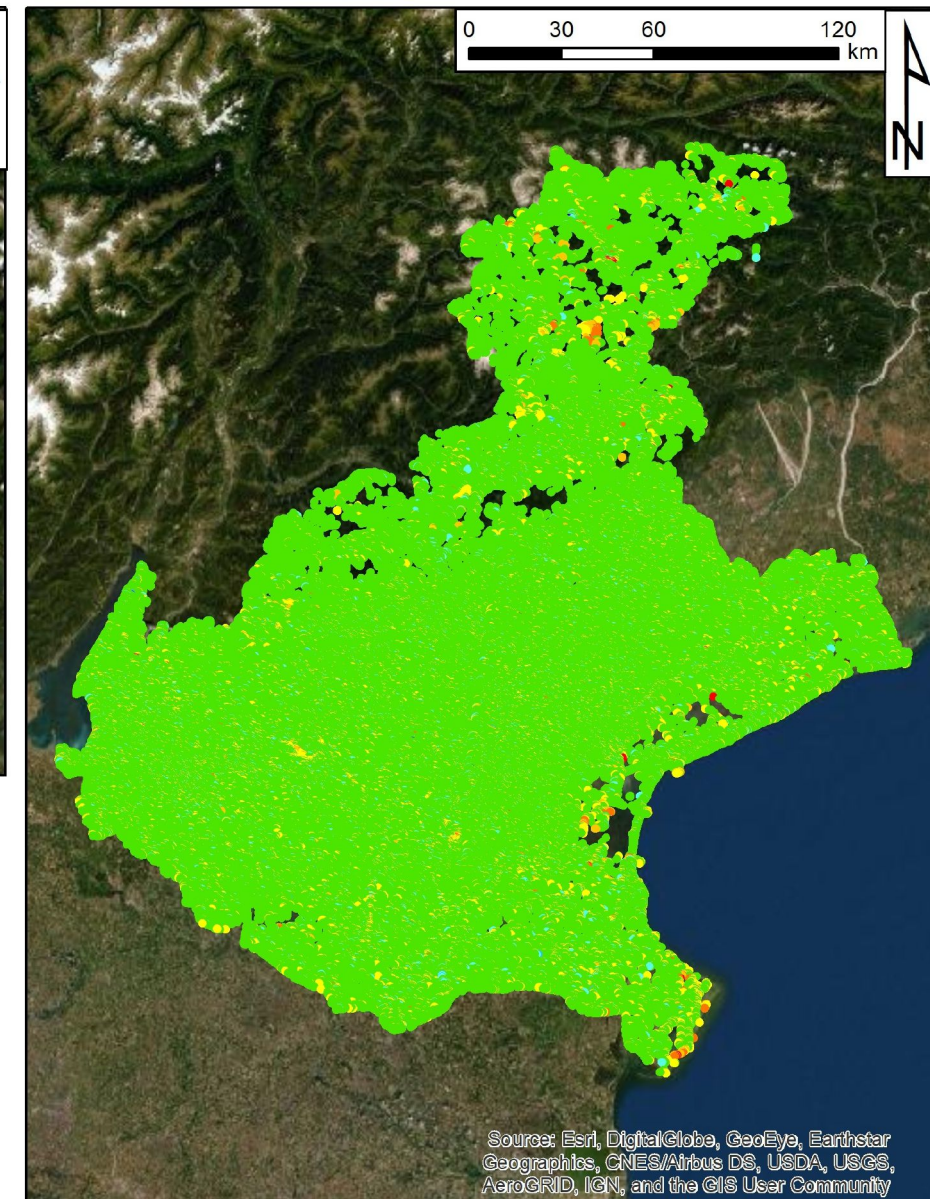 0 30 60 120
km
N
Source: Esri, DigitalGlobe, GeoEye, Earthstar
Geographics, CNES/Airbus DS, USDA, USGS,
AeroGRID, IGN, and the GIS User Community